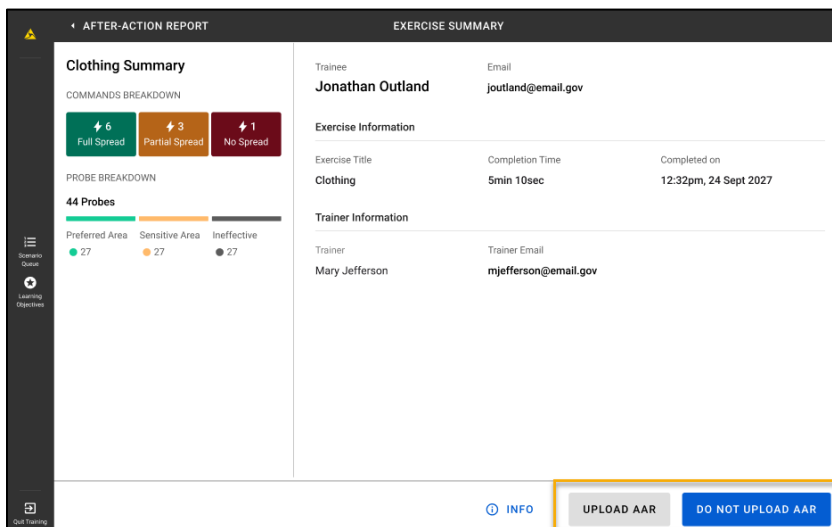 AFTER-ACTION REPORT
EXERCISE SUMMARY
Clothing Summary
COMMANDS BREAKDOWN
6
Full Spread
3
Partial Spread
1
No Spread
PROBE BREAKDOWN
44 Probes
Preferred Area
27
Sensitive Area
27
Ineffective
27
Trainee
Jonathan Outland
Email
joutland@email.gov
Exercise Information
Exercise Title
Clothing
Completion Time
5min 10sec
Completed on
12:32pm, 24 Sept 2027
Trainer Information
Trainer
Mary Jefferson
Trainer Email
mjefferson@email.gov
Scenario
Queue
Learning
Objectives
Quit Training
INFO
UPLOAD AAR
DO NOT UPLOAD AAR